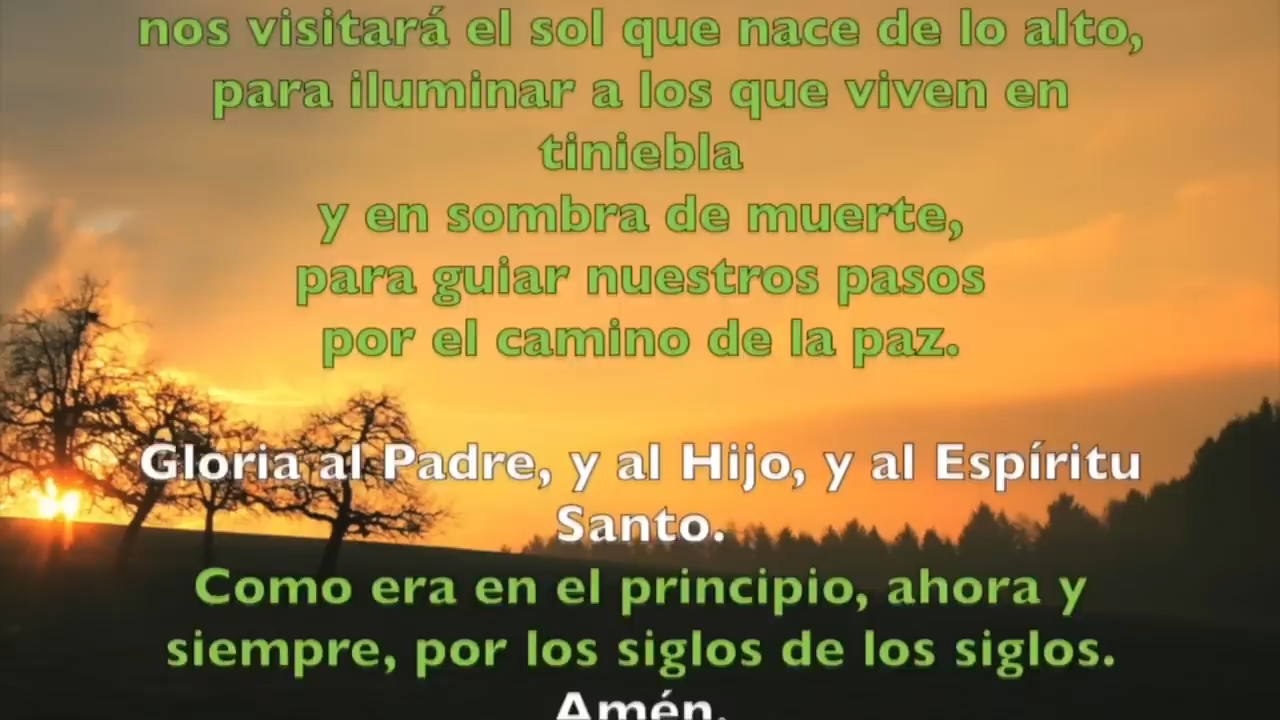 nos visitará el sol que nace de lo alto,
para iluminar a los que viven en
tiniebla
y en sombra de muerte,
para guiar nuestros pasos
por el camino de la paz.
Gloria al Padre, y al Hijo, y al Espíritu
Santo.
Como era en el principio, ahora y
siempre, por los siglos de los siglos.
Amén.